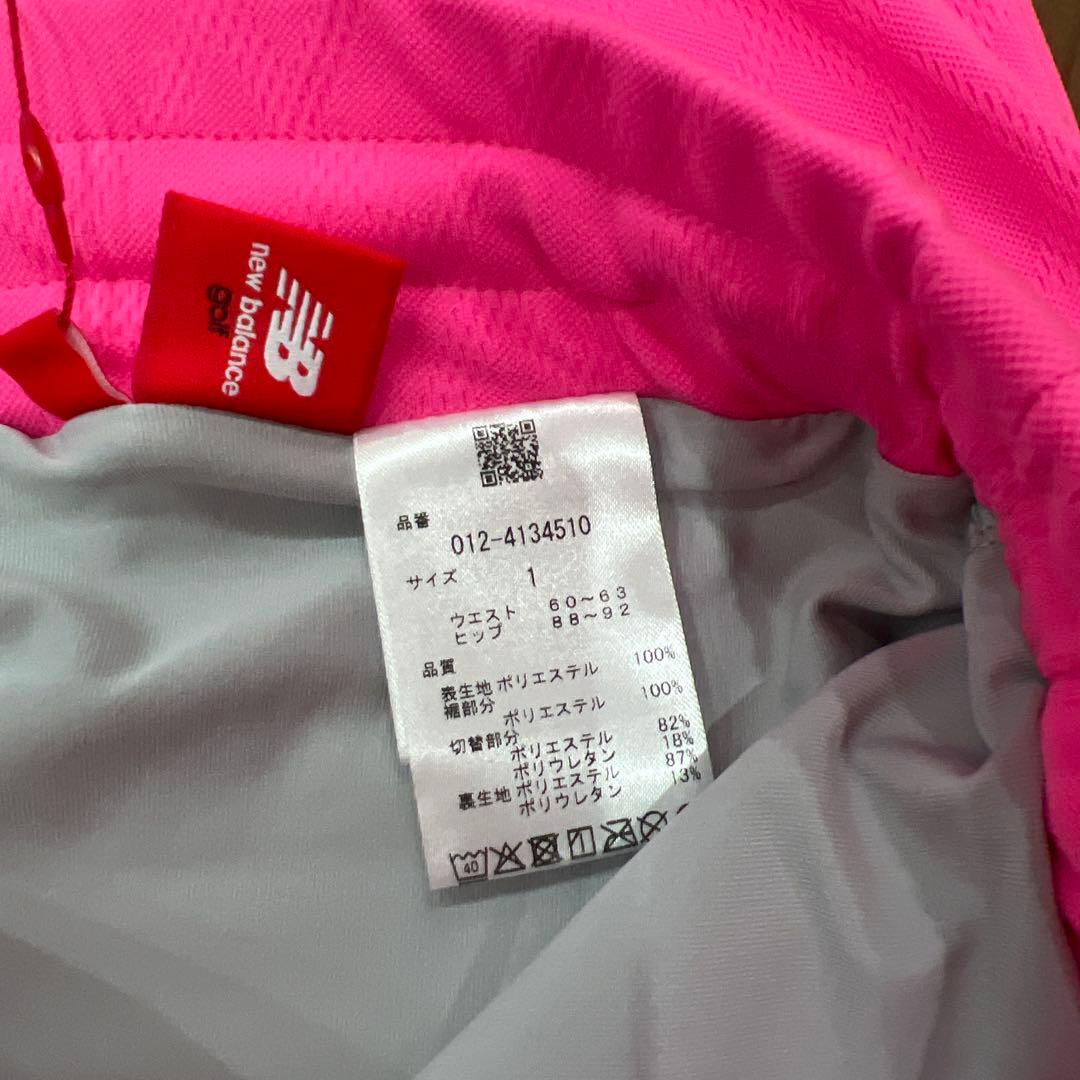 NB
new balance
golf
品番
012-4134510
サイズ 1
ウエスト 60～63
ヒップ 88～92
品質
表生地 ポリエステル 100%
裾部分
ポリエステル 100%
切替部分
ポリエステル 82%
ポリウレタン 18%
裏生地 ポリエステル 87%
ポリウレタン 13%
40